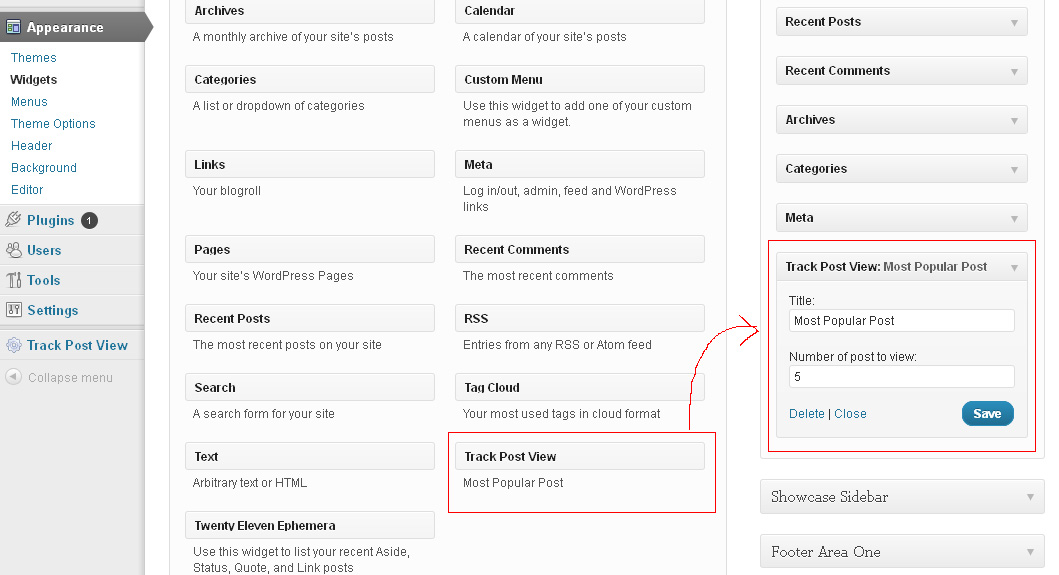 Appearance
Themes
Widgets
Menus
Theme Options
Header
Background
Editor
Plugins 1
Users
Tools
Settings
Track Post View
Collapse menu
Archives
A monthly archive of your site's posts
Calendar
A calendar of your site's posts
Categories
A list or dropdown of categories
Custom Menu
Use this widget to add one of your custom
menus as a widget.
Links
Your blogroll
Meta
Log in/out, admin, feed and WordPress
links
Pages
Your site's WordPress Pages
Recent Comments
The most recent comments
Recent Posts
The most recent posts on your site
RSS
Entries from any RSS or Atom feed
Search
A search form for your site
Tag Cloud
Your most used tags in cloud format
Text
Arbitrary text or HTML
Track Post View
Most Popular Post
Twenty Eleven Ephemera
Use this widget to list your recent Aside,
Status, Quote, and Link posts
Recent Posts
Recent Comments
Archives
Categories
Meta
Track Post View: Most Popular Post
Title:
Most Popular Post
Number of post to view:
5
Delete | Close
Save
Showcase Sidebar
Footer Area One